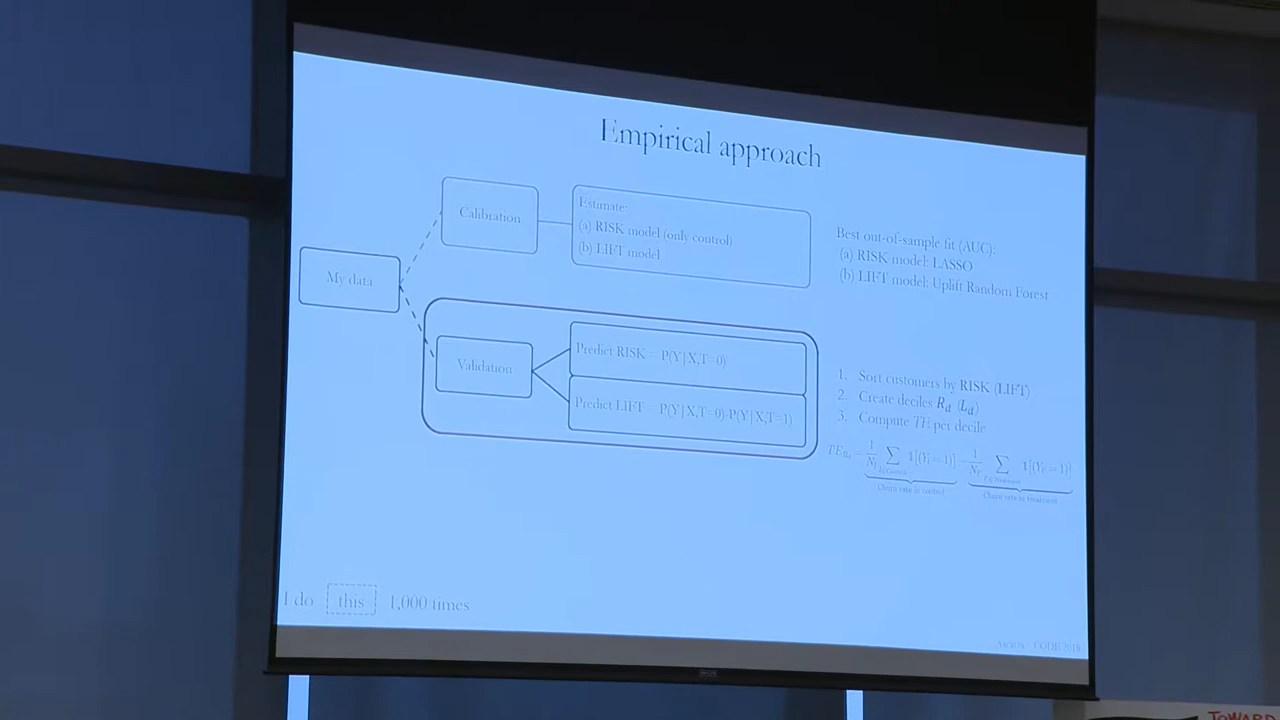 Empirical approach
My data
Calibration
Estimate:
(a) RISK model (only control)
(b) LIFT model
Best out-of-sample fit (AUC):
(a) RISK model: LASSO
(b) LIFT model: Uplift Random Forest
Validation
Predict RISK = P(Y|X,T=0)
Predict LIFT = P(Y|X,T=0)-P(Y|X,T=1)
1. Sort customers by RISK (LIFT)
2. Create deciles R_d (L_d)
3. Compute TE per decile
Churn rate in control
Churn rate in treatment
I do this 1,000 times
CODE 2018
TOWARD